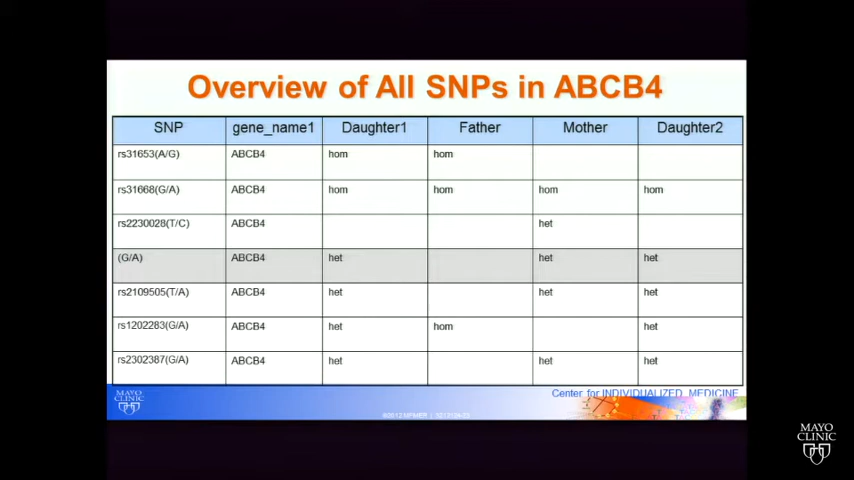 Overview of All SNPs in ABCB4
SNP gene_name1 Daughter1 Father Mother Daughter2
rs31653(A/G) ABCB4 hom hom
rs31668(G/A) ABCB4 hom hom hom hom
rs2230028(T/C) ABCB4 het
(G/A) ABCB4 het het het
rs2109505(T/A) ABCB4 het het het
rs1202283(G/A) ABCB4 het hom het
rs2302387(G/A) ABCB4 het het het
MAYO
CLINIC
Center for INDIVIDUALIZED MEDICINE
MAYO
CLINIC